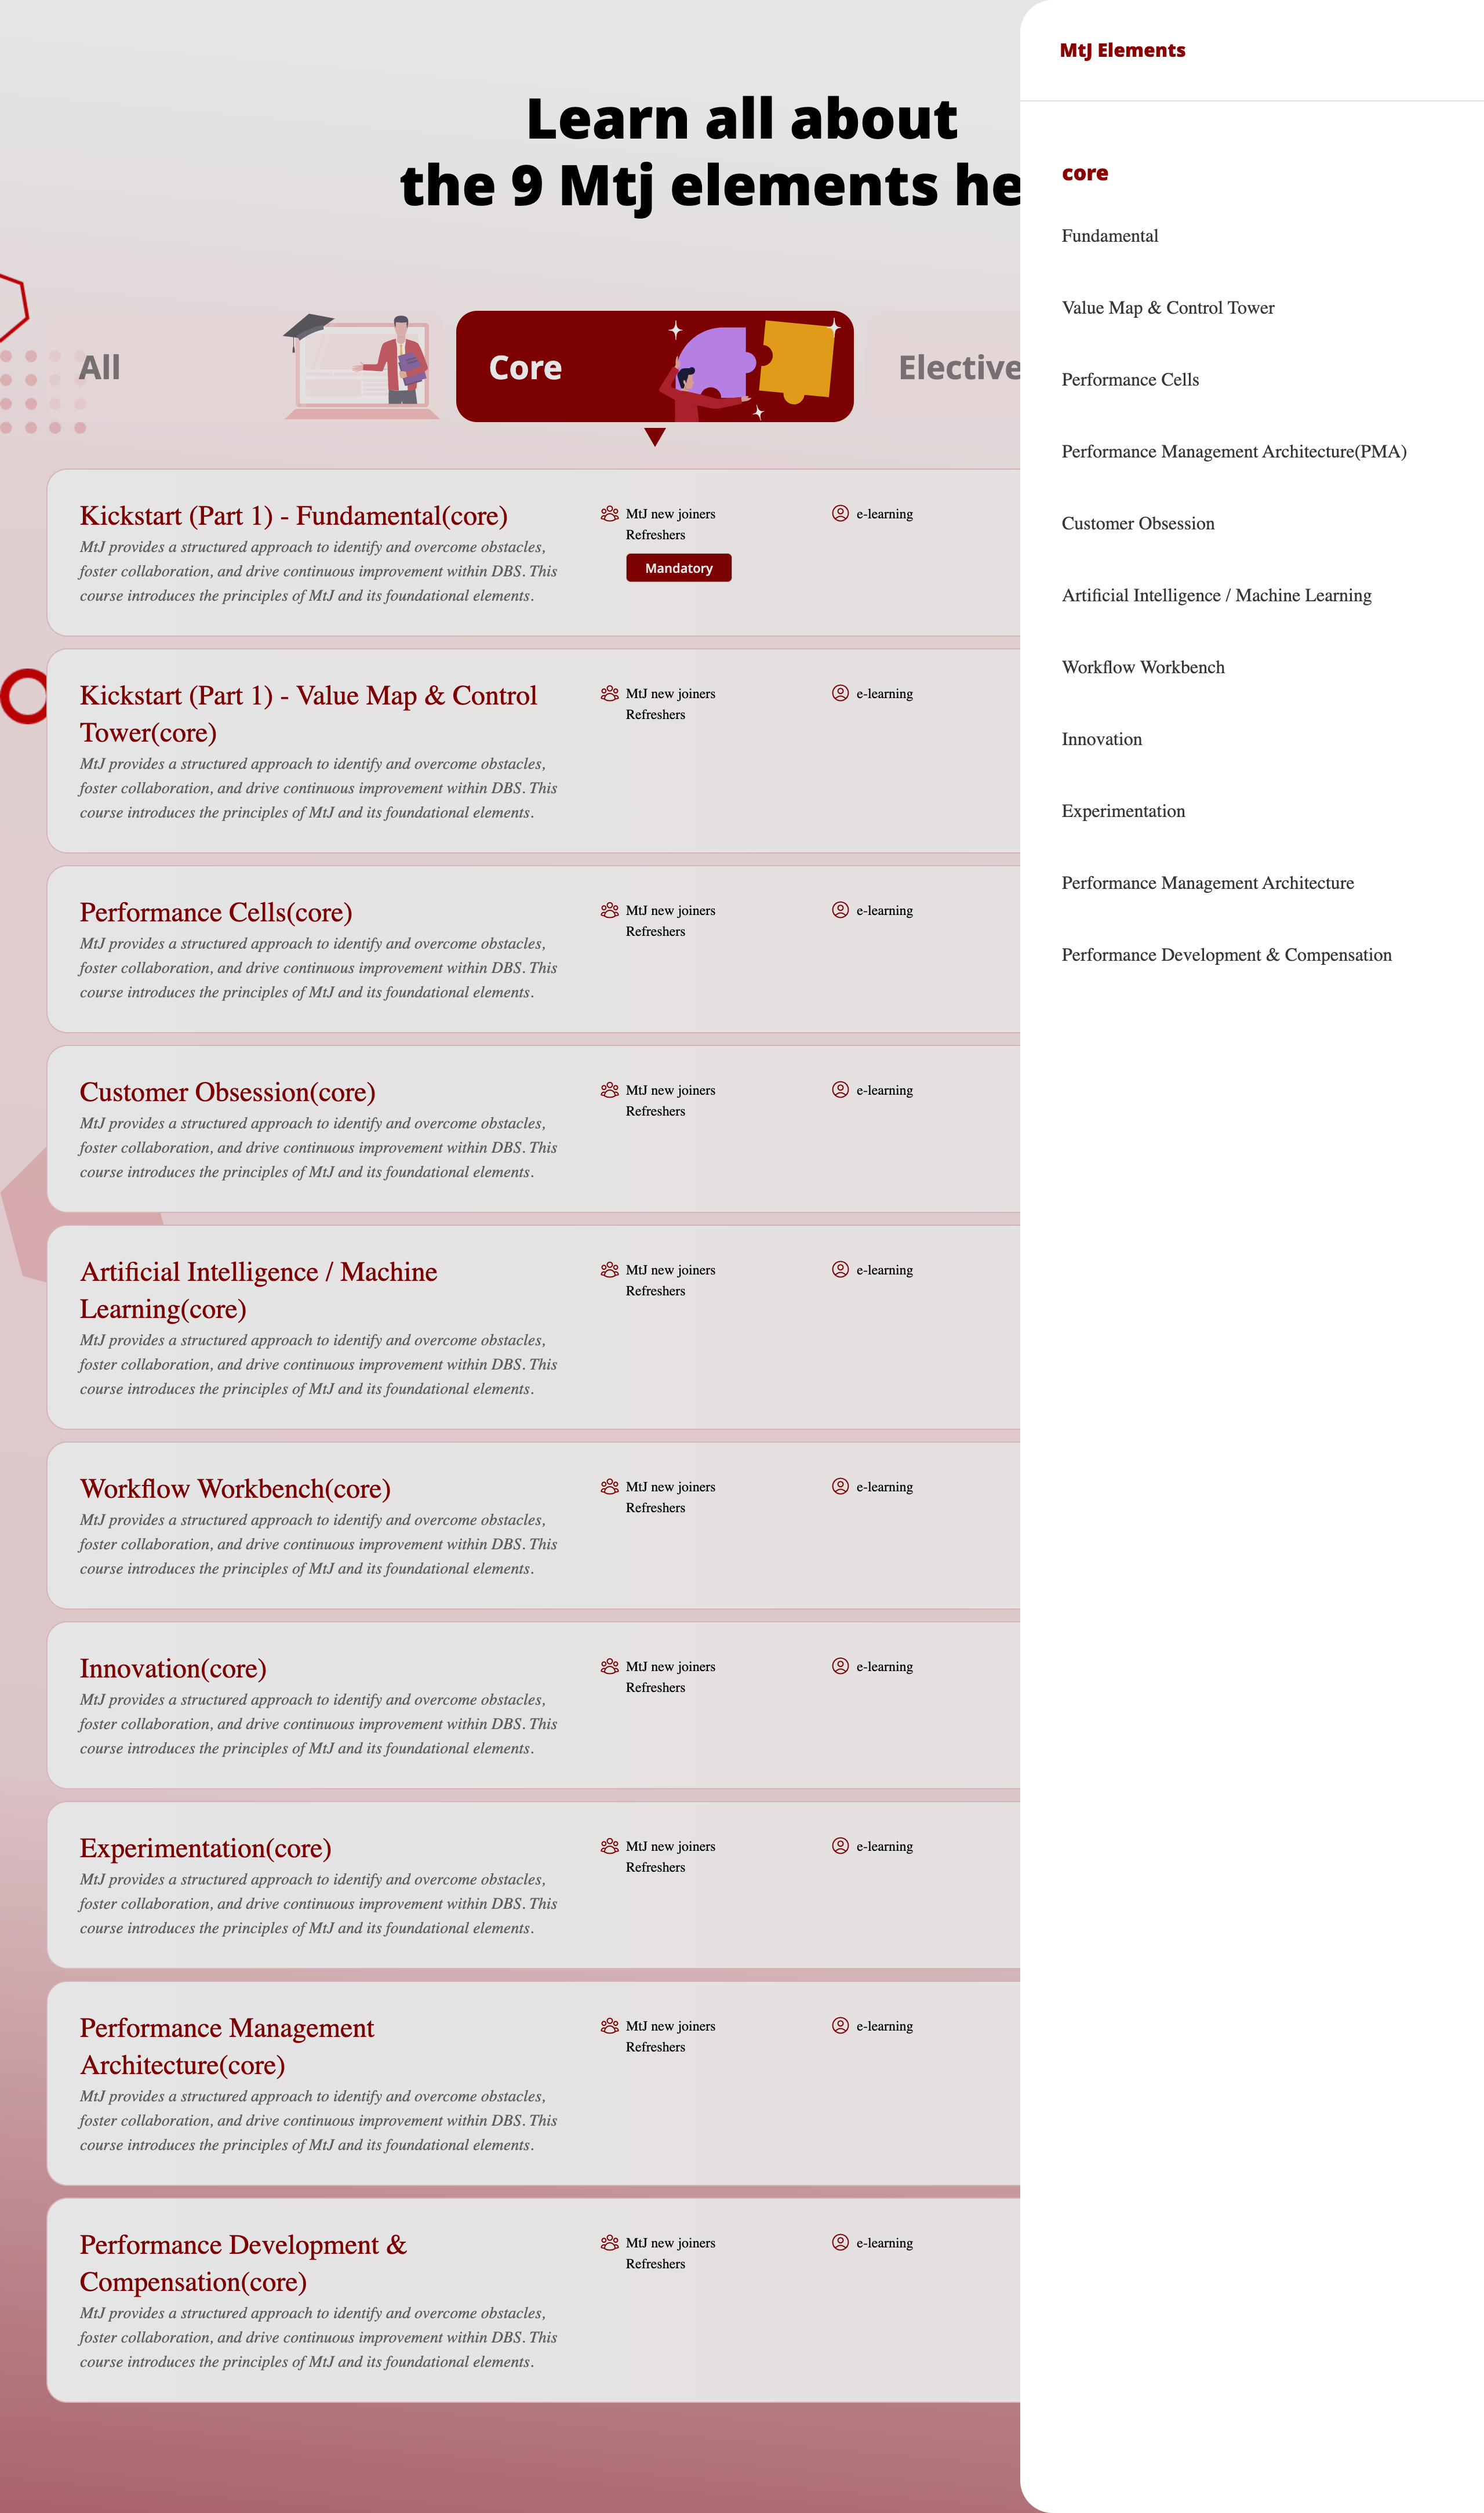 Learn all about
the 9 Mtj elements he
All
Core
Elective
Kickstart (Part 1) - Fundamental(core)
MtJ provides a structured approach to identify and overcome obstacles,
foster collaboration, and drive continuous improvement within DBS. This
course introduces the principles of MtJ and its foundational elements.
MtJ new joiners
Refreshers
Mandatory
e-learning
Kickstart (Part 1) - Value Map & Control
Tower(core)
MtJ provides a structured approach to identify and overcome obstacles,
foster collaboration, and drive continuous improvement within DBS. This
course introduces the principles of MtJ and its foundational elements.
MtJ new joiners
Refreshers
e-learning
Performance Cells(core)
MtJ provides a structured approach to identify and overcome obstacles,
foster collaboration, and drive continuous improvement within DBS. This
course introduces the principles of MtJ and its foundational elements.
MtJ new joiners
Refreshers
e-learning
Customer Obsession(core)
MtJ provides a structured approach to identify and overcome obstacles,
foster collaboration, and drive continuous improvement within DBS. This
course introduces the principles of MtJ and its foundational elements.
MtJ new joiners
Refreshers
e-learning
Artificial Intelligence / Machine
Learning(core)
MtJ provides a structured approach to identify and overcome obstacles,
foster collaboration, and drive continuous improvement within DBS. This
course introduces the principles of MtJ and its foundational elements.
MtJ new joiners
Refreshers
e-learning
Workflow Workbench(core)
MtJ provides a structured approach to identify and overcome obstacles,
foster collaboration, and drive continuous improvement within DBS. This
course introduces the principles of MtJ and its foundational elements.
MtJ new joiners
Refreshers
e-learning
Innovation(core)
MtJ provides a structured approach to identify and overcome obstacles,
foster collaboration, and drive continuous improvement within DBS. This
course introduces the principles of MtJ and its foundational elements.
MtJ new joiners
Refreshers
e-learning
Experimentation(core)
MtJ provides a structured approach to identify and overcome obstacles,
foster collaboration, and drive continuous improvement within DBS. This
course introduces the principles of MtJ and its foundational elements.
MtJ new joiners
Refreshers
e-learning
Performance Management
Architecture(core)
MtJ provides a structured approach to identify and overcome obstacles,
foster collaboration, and drive continuous improvement within DBS. This
course introduces the principles of MtJ and its foundational elements.
MtJ new joiners
Refreshers
e-learning
Performance Development &
Compensation(core)
MtJ provides a structured approach to identify and overcome obstacles,
foster collaboration, and drive continuous improvement within DBS. This
course introduces the principles of MtJ and its foundational elements.
MtJ new joiners
Refreshers
e-learning
MtJ Elements
core
Fundamental
Value Map & Control Tower
Performance Cells
Performance Management Architecture(PMA)
Customer Obsession
Artificial Intelligence / Machine Learning
Workflow Workbench
Innovation
Experimentation
Performance Management Architecture
Performance Development & Compensation